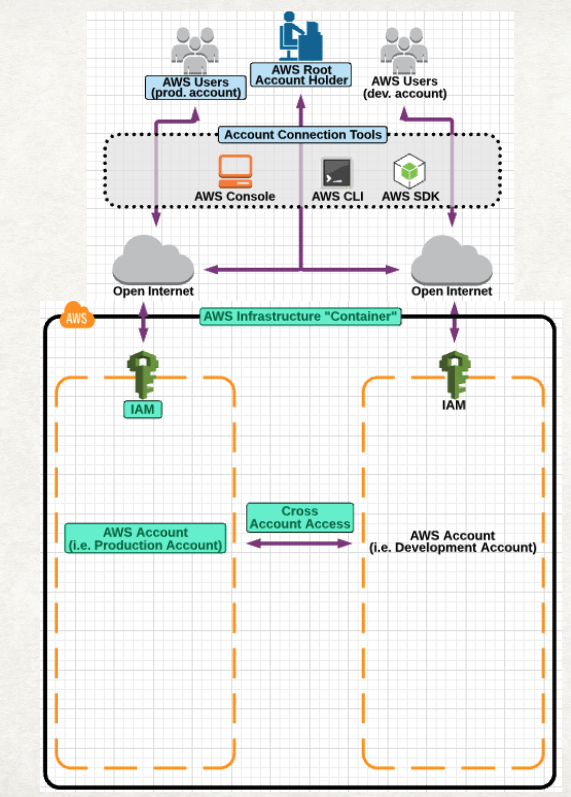 AWS Users
(prod. account)
AWS Root
Account Holder
AWS Users
(dev. account)
Account Connection Tools
AWS Console
AWS CLI
AWS SDK
Open Internet
Open Internet
AWS
AWS Infrastructure "Container"
IAM
IAM
Cross
Account Access
AWS Account
(i.e. Production Account)
AWS Account
(i.e. Development Account)